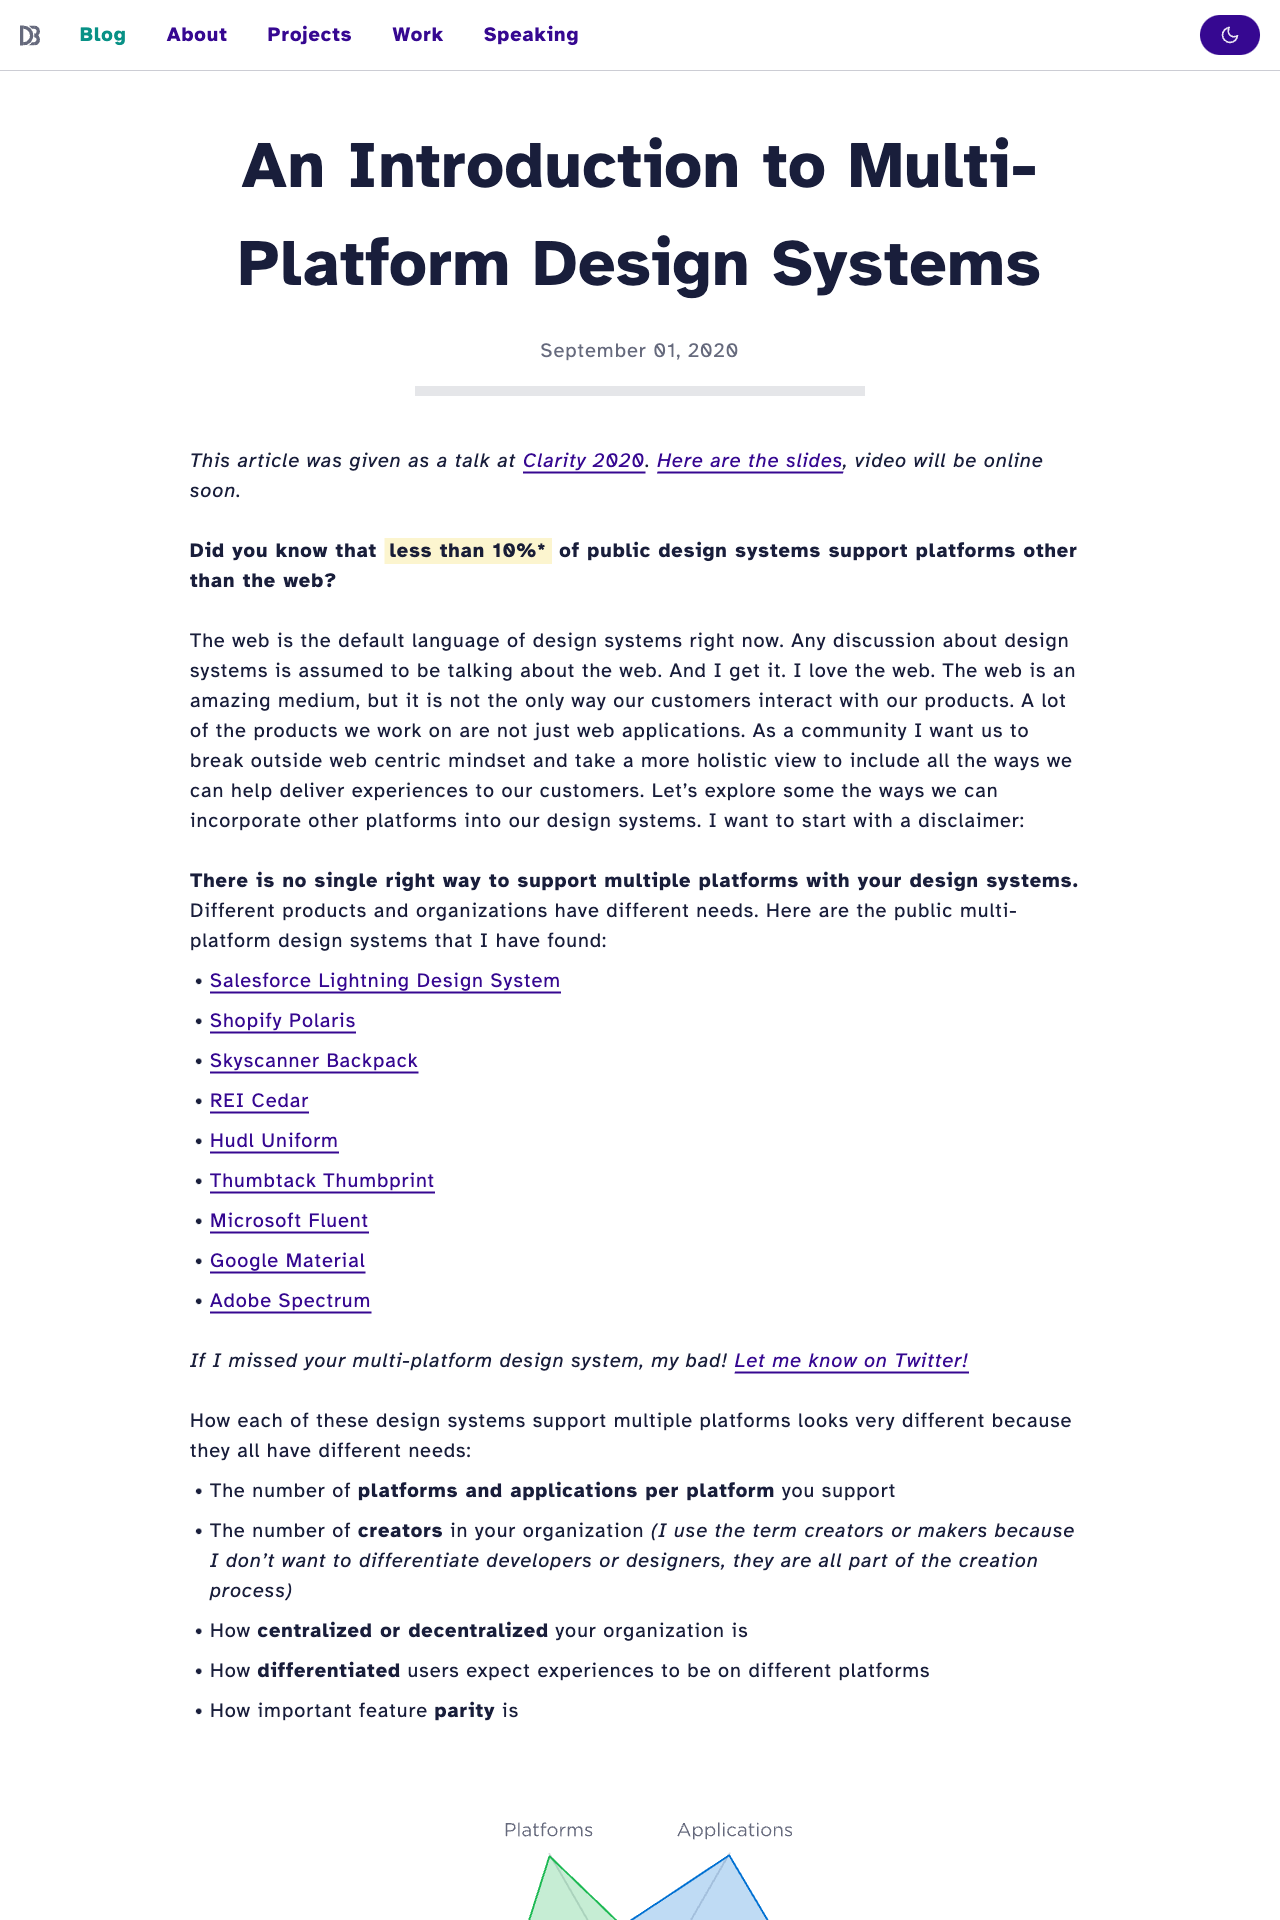 DB
Blog
About
Projects
Work
Speaking
An Introduction to Multi-
Platform Design Systems
September 01, 2020
This article was given as a talk at Clarity 2020. Here are the slides, video will be online
soon.
Did you know that less than 10%* of public design systems support platforms other
than the web?
The web is the default language of design systems right now. Any discussion about design
systems is assumed to be talking about the web. And I get it. I love the web. The web is an
amazing medium, but it is not the only way our customers interact with our products. A lot
of the products we work on are not just web applications. As a community I want us to
break outside web centric mindset and take a more holistic view to include all the ways we
can help deliver experiences to our customers. Let’s explore some the ways we can
incorporate other platforms into our design systems. I want to start with a disclaimer:
There is no single right way to support multiple platforms with your design systems.
Different products and organizations have different needs. Here are the public multi-
platform design systems that I have found:
• Salesforce Lightning Design System
• Shopify Polaris
• Skyscanner Backpack
• REI Cedar
• Hudl Uniform
• Thumbtack Thumbprint
• Microsoft Fluent
• Google Material
• Adobe Spectrum
If I missed your multi-platform design system, my bad! Let me know on Twitter!
How each of these design systems support multiple platforms looks very different because
they all have different needs:
• The number of platforms and applications per platform you support
• The number of creators in your organization (I use the term creators or makers because
I don’t want to differentiate developers or designers, they are all part of the creation
process)
• How centralized or decentralized your organization is
• How differentiated users expect experiences to be on different platforms
• How important feature parity is
Platforms
Applications